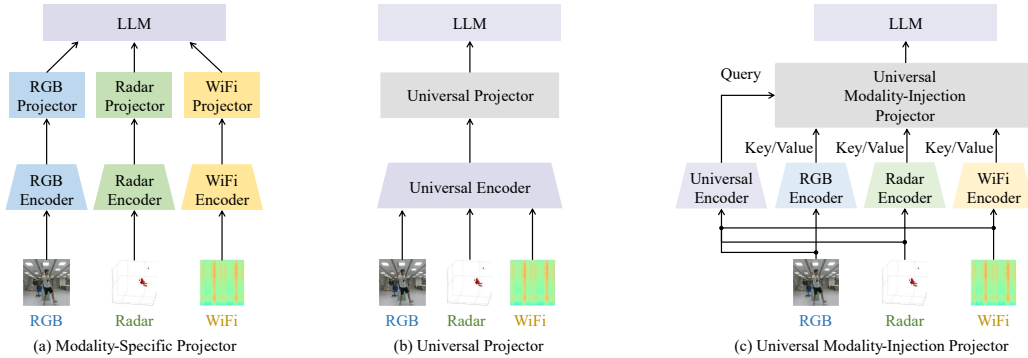 LLM
RGB
Projector
Radar
Projector
WiFi
Projector
RGB
Encoder
Radar
Encoder
WiFi
Encoder
RGB
Radar
WiFi
(a) Modality-Specific Projector
LLM
Universal Projector
Universal Encoder
RGB
Radar
WiFi
(b) Universal Projector
LLM
Query
Universal
Modality-Injection
Projector
Key/Value
Key/Value
Key/Value
Universal
Encoder
RGB
Encoder
Radar
Encoder
WiFi
Encoder
RGB
Radar
WiFi
(c) Universal Modality-Injection Projector